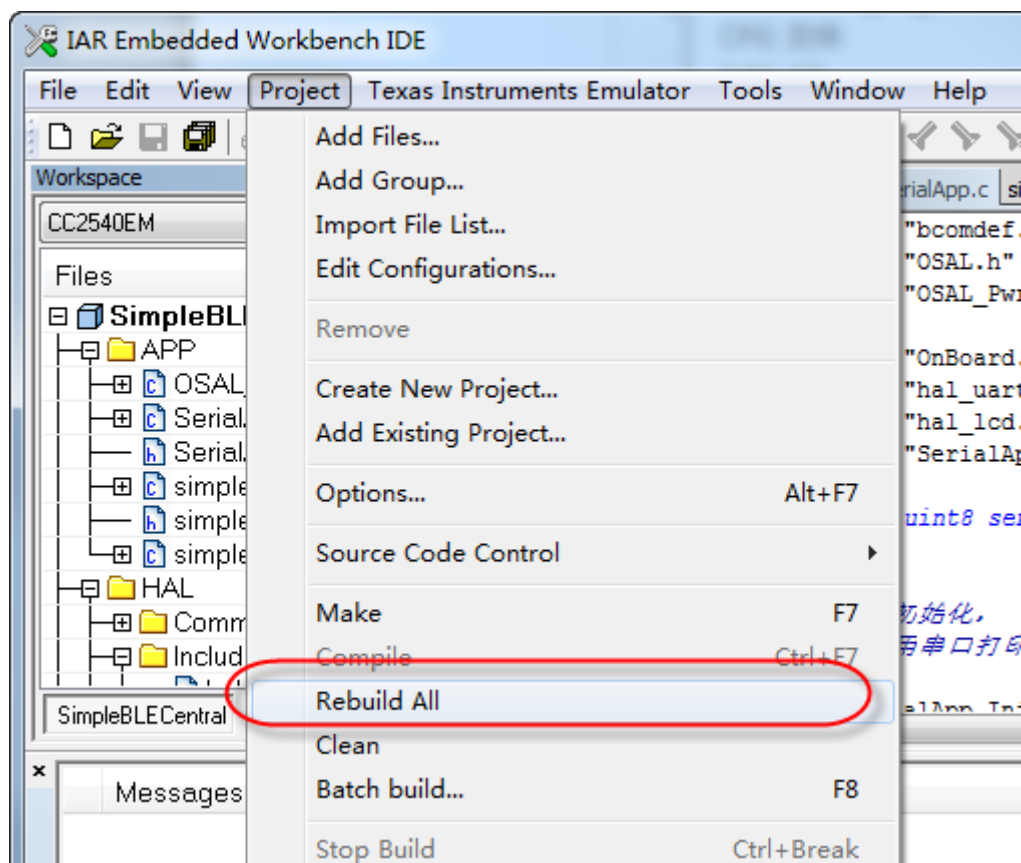 IAR Embedded Workbench IDE
File Edit View Project Texas Instruments Emulator Tools Window Help
Workspace
CC2540EM
Files
SimpleBL
APP
OSAL_
Serial
Serial
simple
simple
simple
HAL
Comm
Includ
SimpleBLECentral
Messages
Add Files...
Add Group...
Import File List...
Edit Configurations...
Remove
Create New Project...
Add Existing Project...
Options... Alt+F7
Source Code Control
Make F7
Compile Ctrl+F7
Rebuild All
Clean
Batch build... F8
Stop Build Ctrl+Break
rialApp.c si
"bcomdef.
"OSAL.h"
"OSAL_Pwr
"OnBoard.
"hal_uart
"hal_lcd.
"SerialAp
uint8 ser
初始化，
用串口打印
alApp_Ini